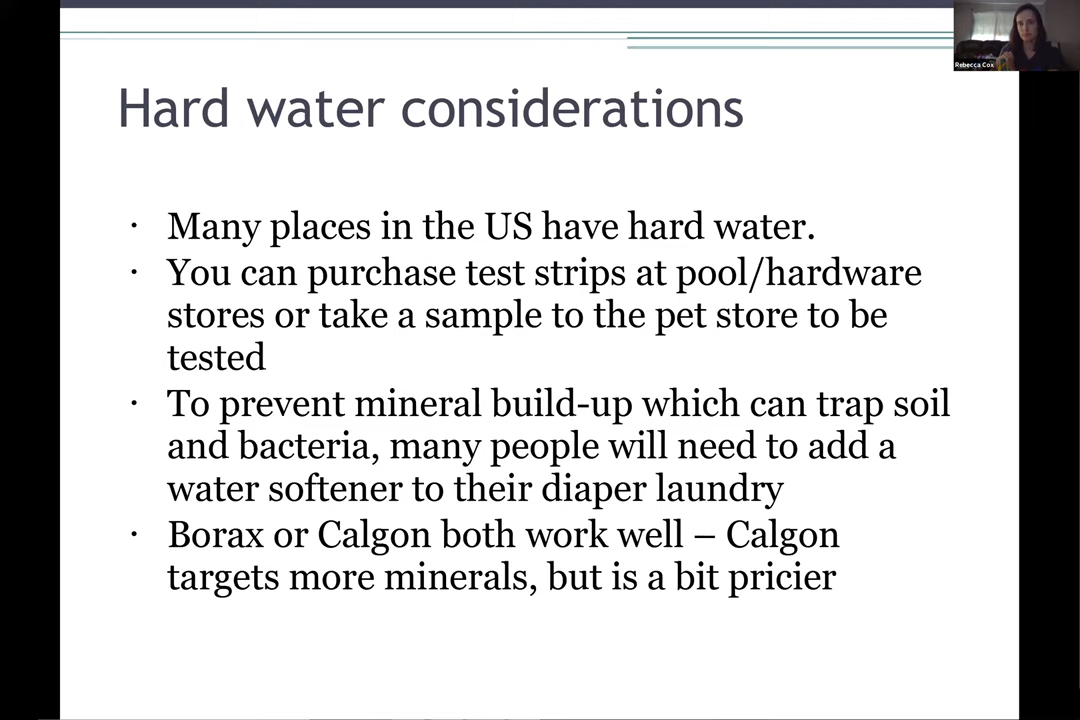 Rebecca Cox
Hard water considerations
· Many places in the US have hard water.
· You can purchase test strips at pool/hardware
stores or take a sample to the pet store to be
tested
· To prevent mineral build-up which can trap soil
and bacteria, many people will need to add a
water softener to their diaper laundry
· Borax or Calgon both work well – Calgon
targets more minerals, but is a bit pricier